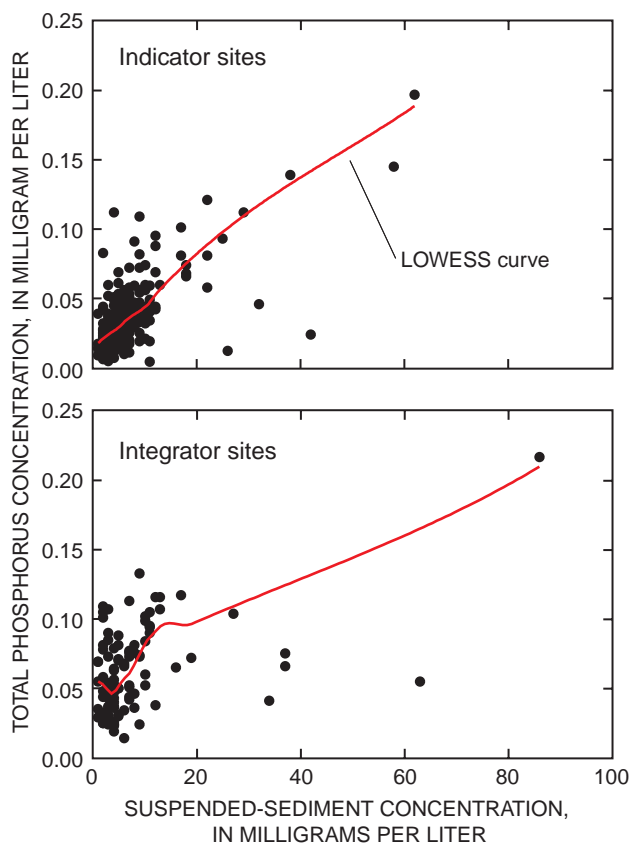 TOTAL PHOSPHORUS CONCENTRATION, IN MILLIGRAM PER LITER
0.25
Indicator sites
0.20
0.15
LOWESS curve
0.10
0.05
0.00
0.25
Integrator sites
0.20
0.15
0.10
0.05
0.00
0 20 40 60 80 100
SUSPENDED-SEDIMENT CONCENTRATION,
IN MILLIGRAMS PER LITER